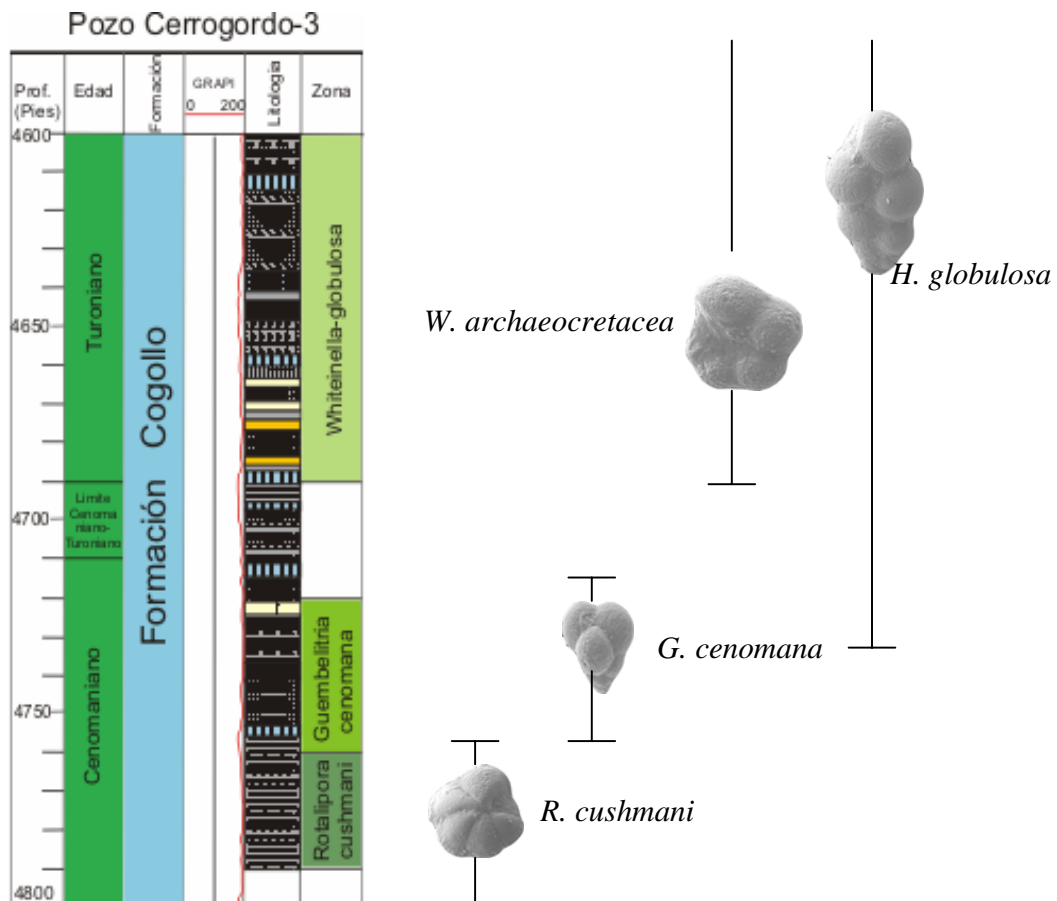 Pozo Cerrogordo-3
Prof.
(Pies)
Edad
Formación
GRAPI
0 200
Litologia
Zona
4600
4650
4700
4750
4800
Turoniano
Limite
Cenoma
niano-
Turoniano
Cenomaniano
Formación Cogollo
Whiteinella-globulosa
Guembelitria
cenomana
Rotalipora
cushmani
H. globulosa
W. archaeocretacea
G. cenomana
R. cushmani